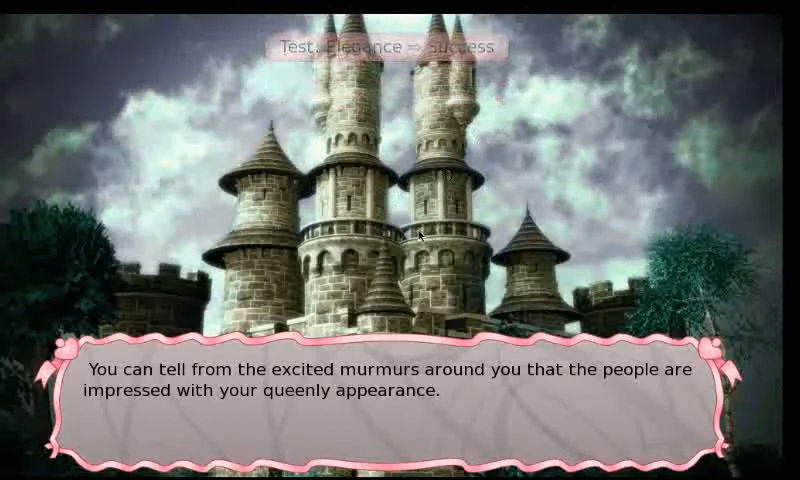 Test: Elegance ⇒ Success
You can tell from the excited murmurs around you that the people are
impressed with your queenly appearance.